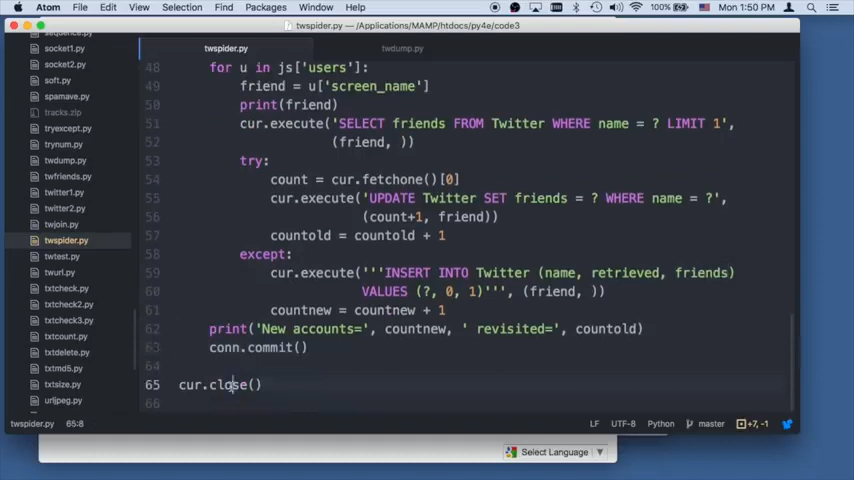 Atom File Edit View Selection Find Packages Window Help 100% Mon 1:50 PM
twspider.py — /Applications/MAMP/htdocs/py4e/code3
sequence.py
socket1.py
socket2.py
soft.py
spamave.py
tracks.zip
tryexcept.py
trynum.py
twdump.py
twfriends.py
twitter1.py
twitter2.py
twjoin.py
twspider.py
twtest.py
twurl.py
txtcheck.py
txtcheck2.py
txtcheck3.py
txtcount.py
txtdelete.py
txtmd5.py
txtsize.py
urljpeg.py
twspider.py twdump.py
48 for u in js['users']:
49 friend = u['screen_name']
50 print(friend)
51 cur.execute('SELECT friends FROM Twitter WHERE name = ? LIMIT 1',
52 (friend, ))
53 try:
54 count = cur.fetchone()[0]
55 cur.execute('UPDATE Twitter SET friends = ? WHERE name = ?',
56 (count+1, friend))
57 countold = countold + 1
58 except:
59 cur.execute('''INSERT INTO Twitter (name, retrieved, friends)
60 VALUES (?, 0, 1)''', (friend, ))
61 countnew = countnew + 1
62 print('New accounts=', countnew, ' revisited=', countold)
63 conn.commit()
64
65 cur.close()
66
twspider.py 65:8 LF UTF-8 Python master +7, -1
Select Language